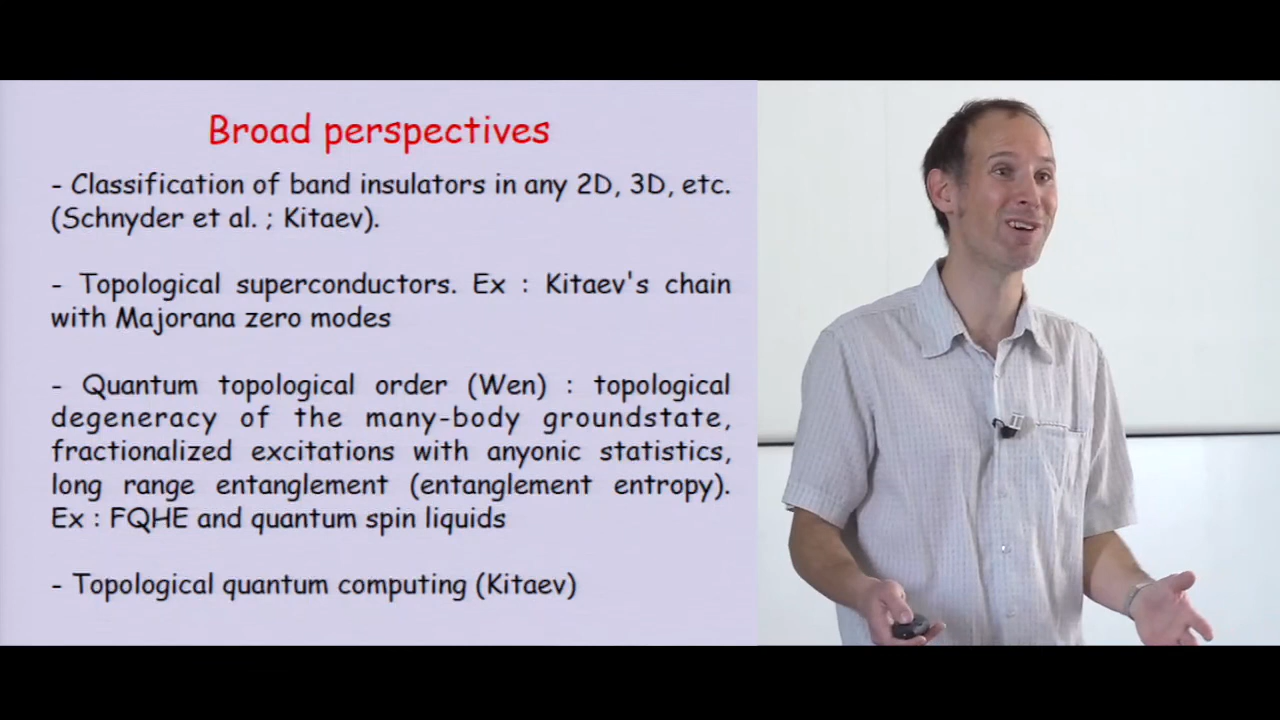 Broad perspectives
- Classification of band insulators in any 2D, 3D, etc.
(Schnyder et al. ; Kitaev).
- Topological superconductors. Ex : Kitaev's chain
with Majorana zero modes
- Quantum topological order (Wen) : topological
degeneracy of the many-body groundstate,
fractionalized excitations with anyonic statistics,
long range entanglement (entanglement entropy).
Ex : FQHE and quantum spin liquids
- Topological quantum computing (Kitaev)